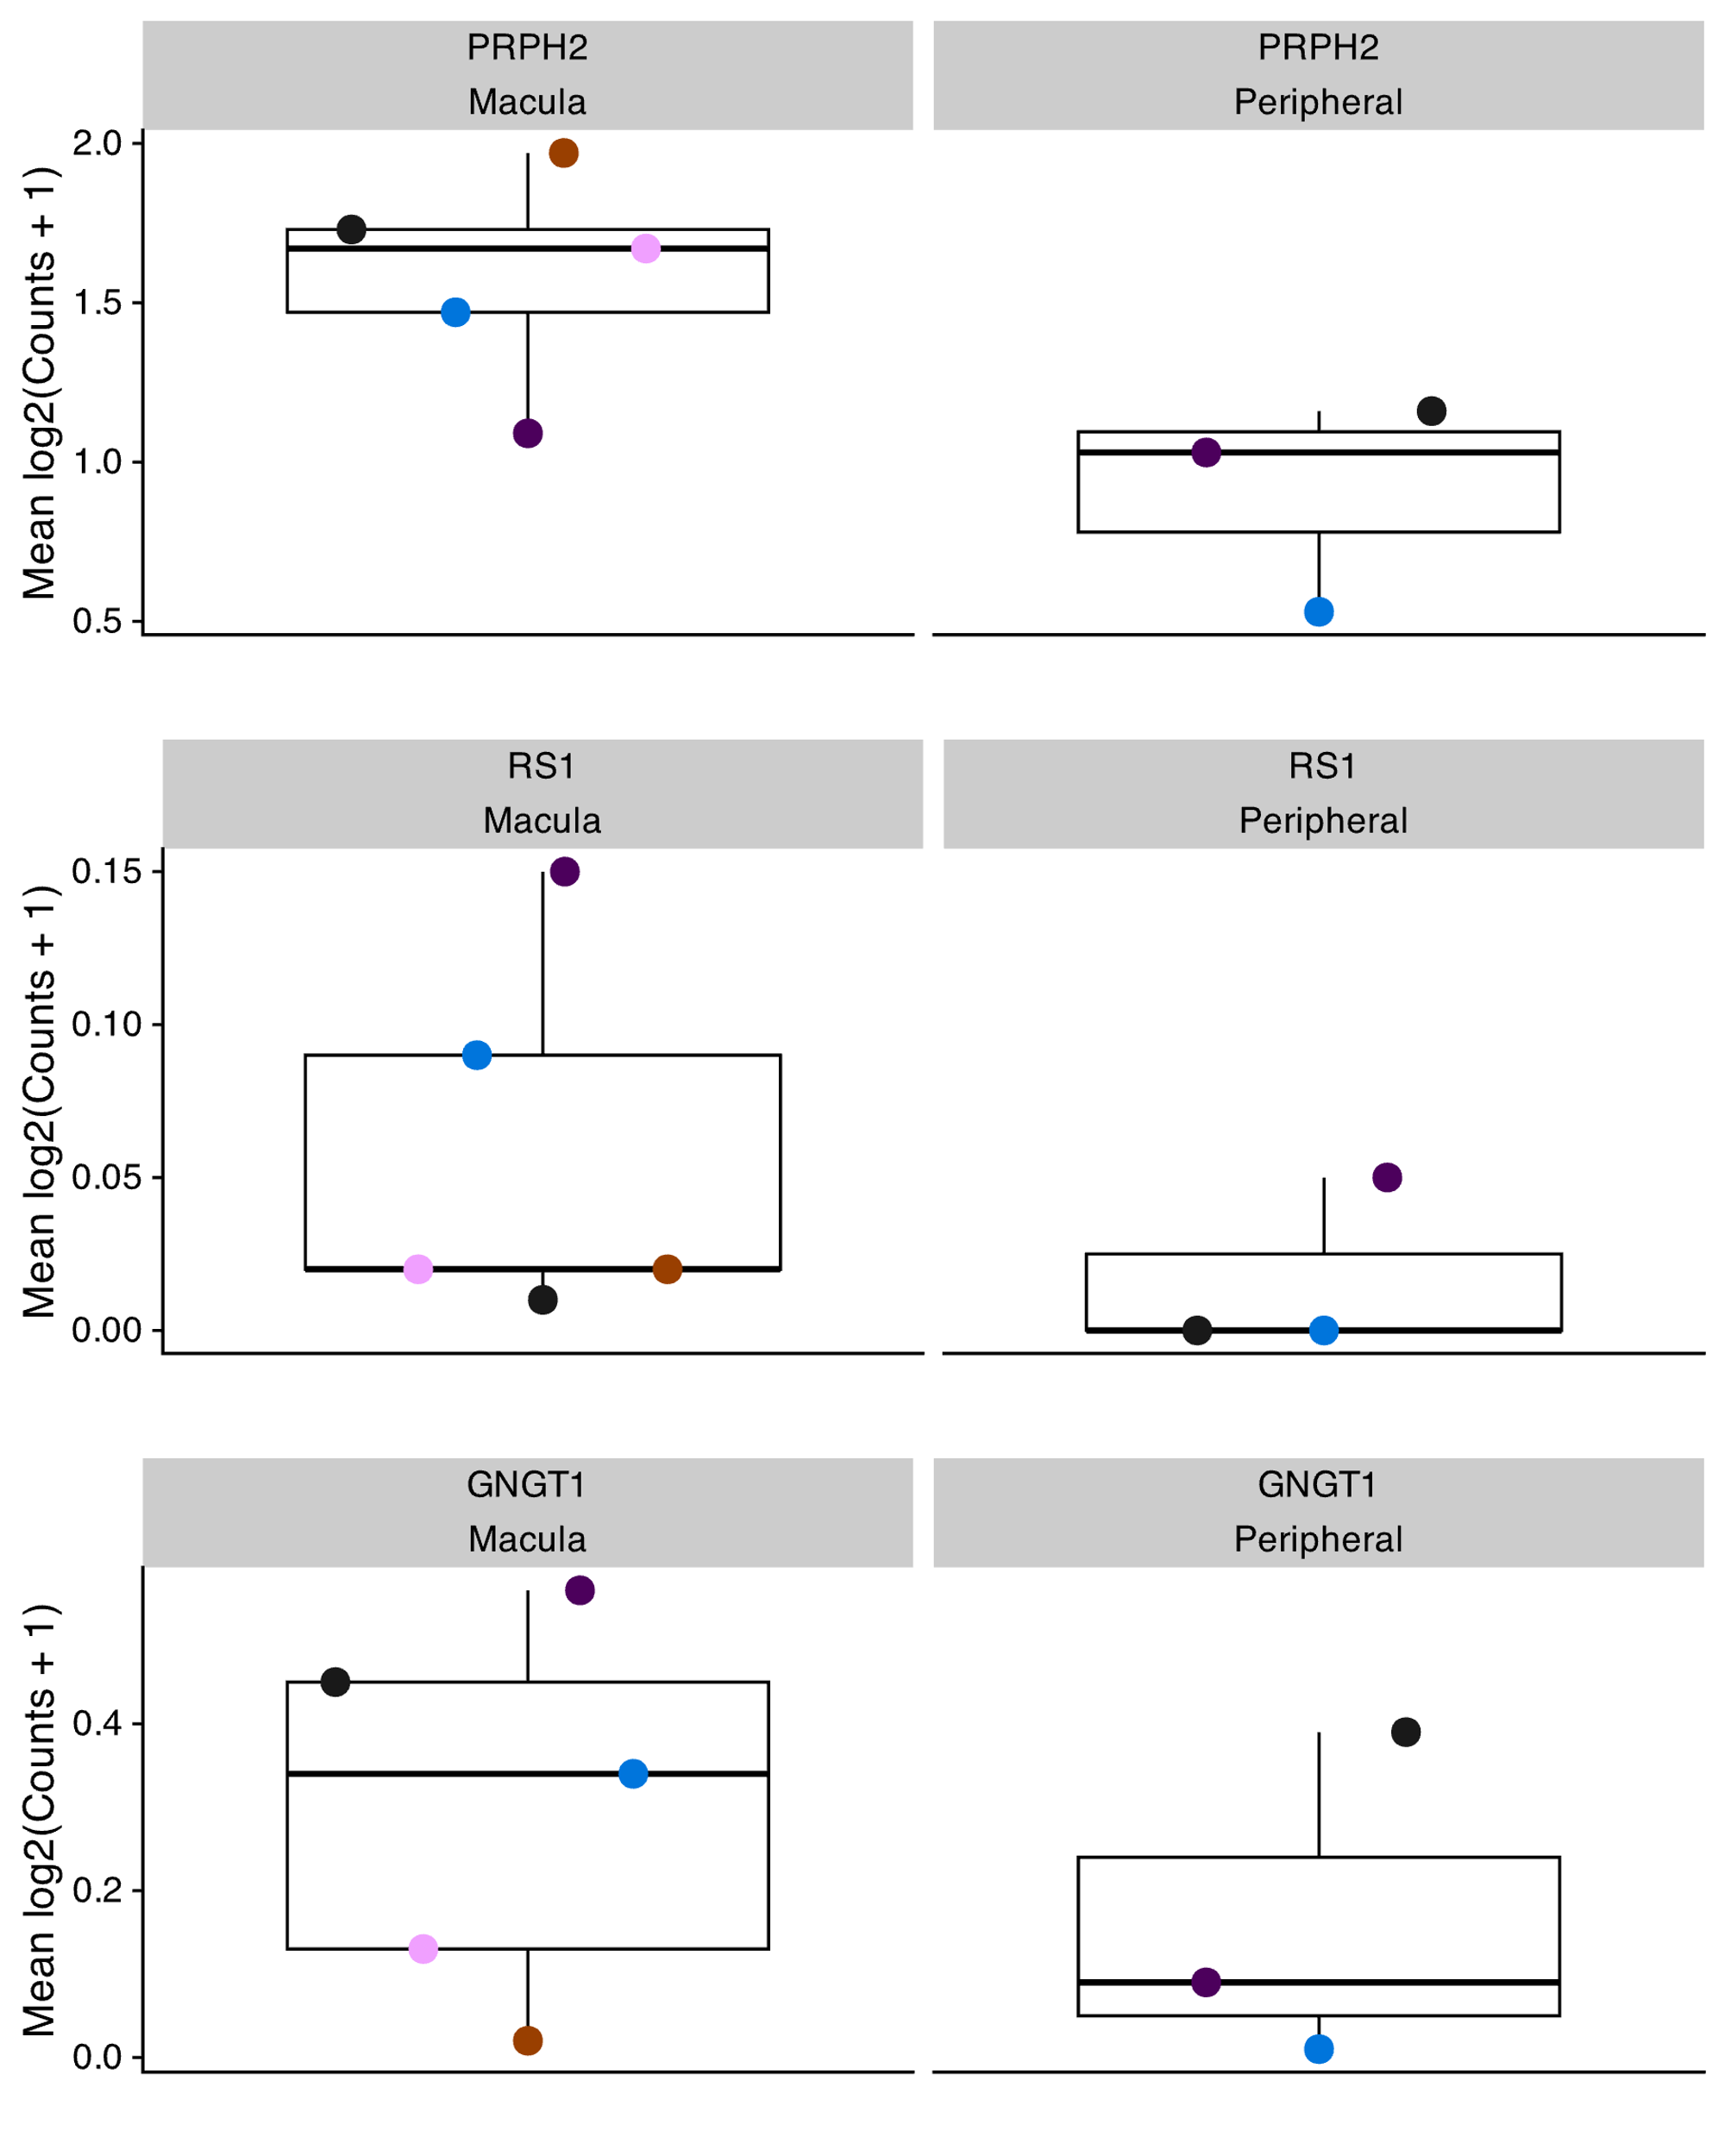 PRPH2
Macula
PRPH2
Peripheral
Mean log2(Counts + 1)
2.0
1.5
1.0
0.5
RS1
Macula
RS1
Peripheral
Mean log2(Counts + 1)
0.15
0.10
0.05
0.00
GNGT1
Macula
GNGT1
Peripheral
Mean log2(Counts + 1)
0.4
0.2
0.0